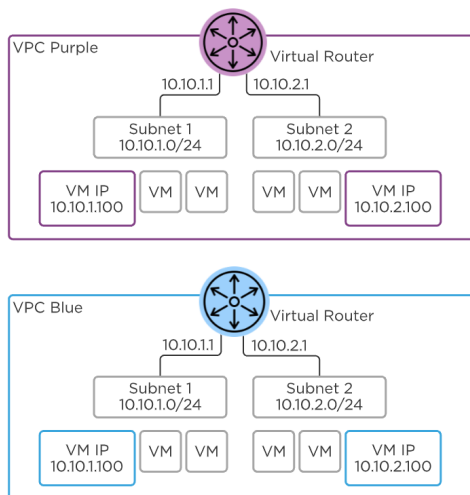 VPC Purple
Virtual Router
10.10.1.1
10.10.2.1
Subnet 1
10.10.1.0/24
Subnet 2
10.10.2.0/24
VM IP
10.10.1.100
VM
VM
VM
VM
VM IP
10.10.2.100
VPC Blue
Virtual Router
10.10.1.1
10.10.2.1
Subnet 1
10.10.1.0/24
Subnet 2
10.10.2.0/24
VM IP
10.10.1.100
VM
VM
VM
VM
VM IP
10.10.2.100